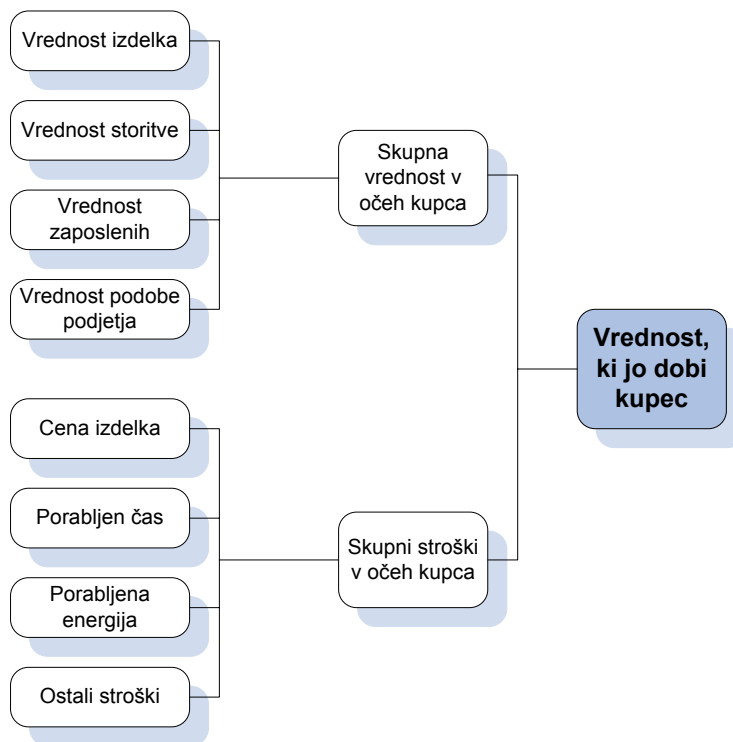 Vrednost izdelka
Vrednost storitve
Vrednost
zaposlenih
Vrednost podobe
podjetja
Skupna
vrednost v
očeh kupca
Vrednost,
ki jo dobi
kupec
Cena izdelka
Porabljen čas
Porabljena
energija
Ostali stroški
Skupni stroški
v očeh kupca